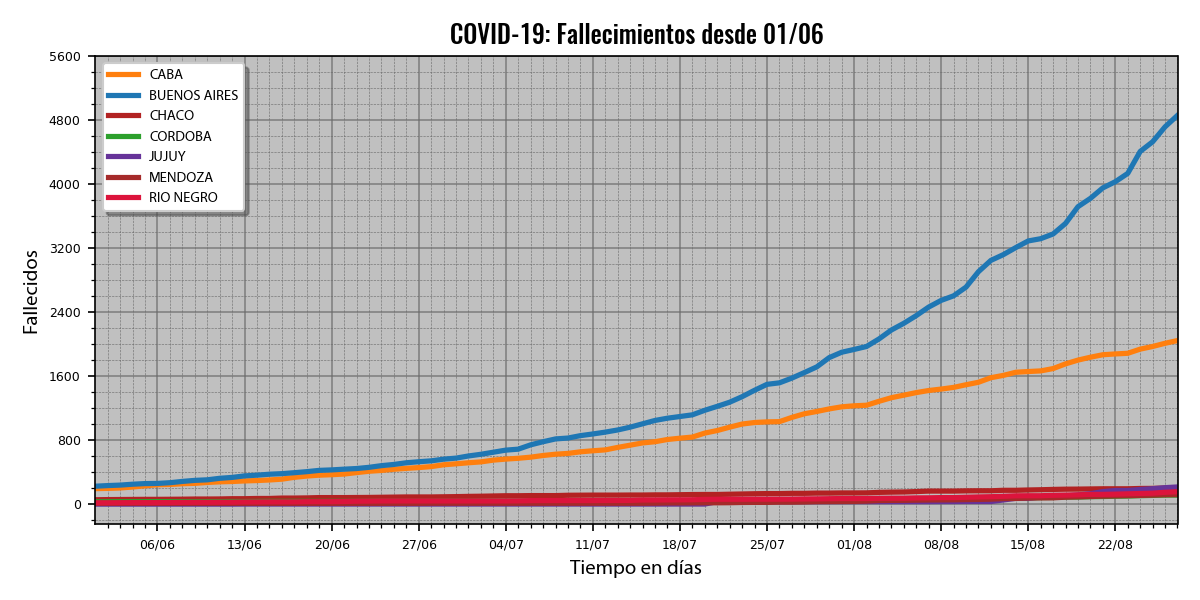 COVID-19: Fallecimientos desde 01/06
5600
4800
4000
3200
2400
1600
800
0
Fallecidos
CABA
BUENOS AIRES
CHACO
CORDOBA
JUJUY
MENDOZA
RIO NEGRO
06/06 13/06 20/06 27/06 04/07 11/07 18/07 25/07 01/08 08/08 15/08 22/08
Tiempo en días